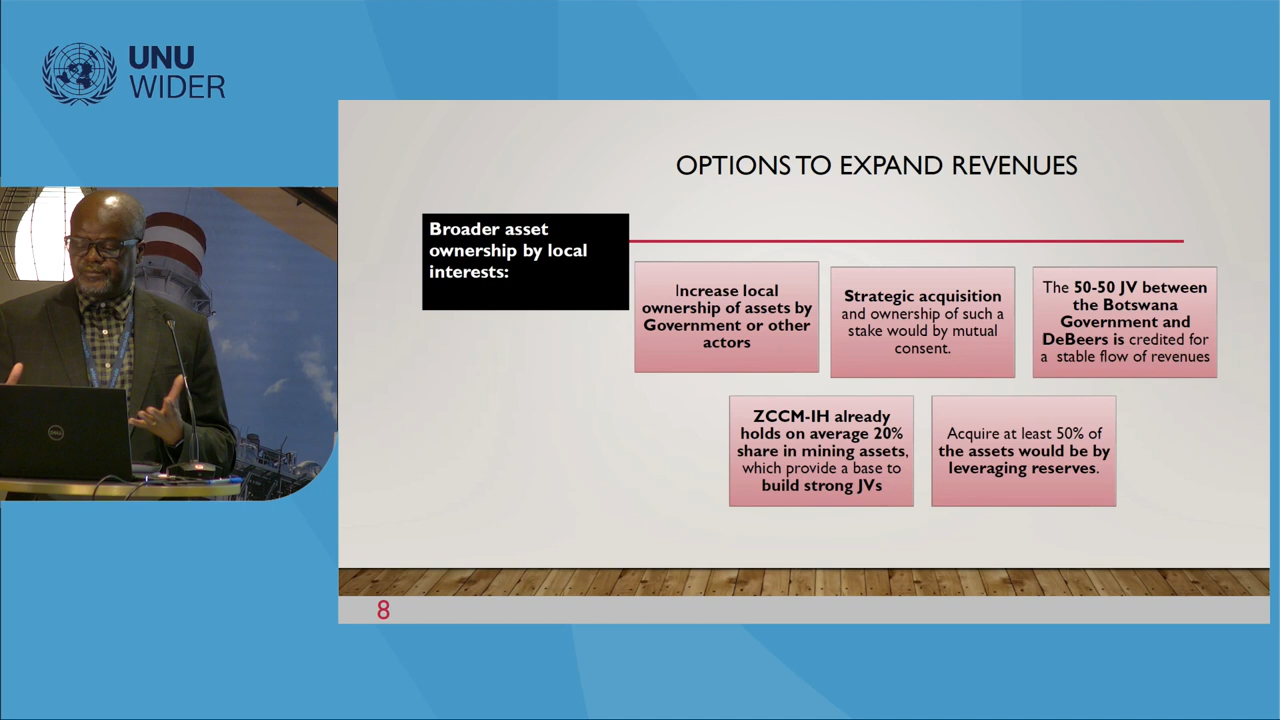 UNU
WIDER
OPTIONS TO EXPAND REVENUES
Broader asset
ownership by local
interests:
Increase local
ownership of assets by
Government or other
actors
Strategic acquisition
and ownership of such a
stake would by mutual
consent.
The 50-50 JV between
the Botswana
Government and
DeBeers is credited for
a stable flow of revenues
ZCCM-IH already
holds on average 20%
share in mining assets,
which provide a base to
build strong JVs
Acquire at least 50% of
the assets would be by
leveraging reserves.
8
DELL